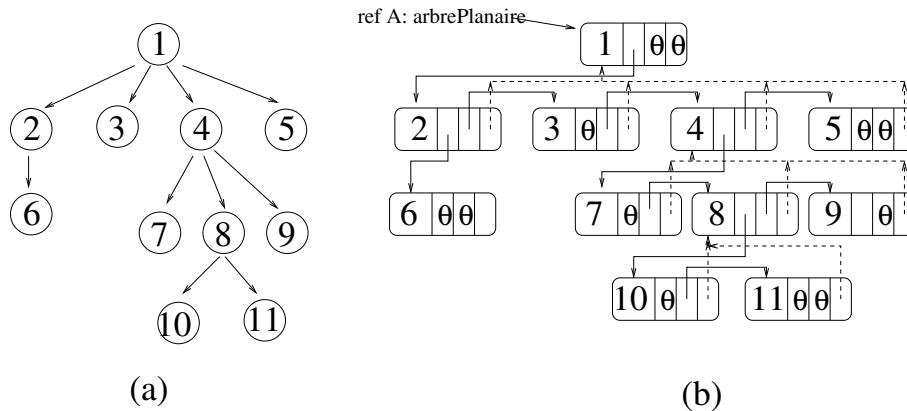 ref A: arbrePlanaire
1
1 θ θ
2 3 4 5
2 3 θ 4 5 θ θ
6 7 8 9
6 θ θ 7 θ 8 9 θ
10 11
10 θ 11 θ θ
(a) (b)